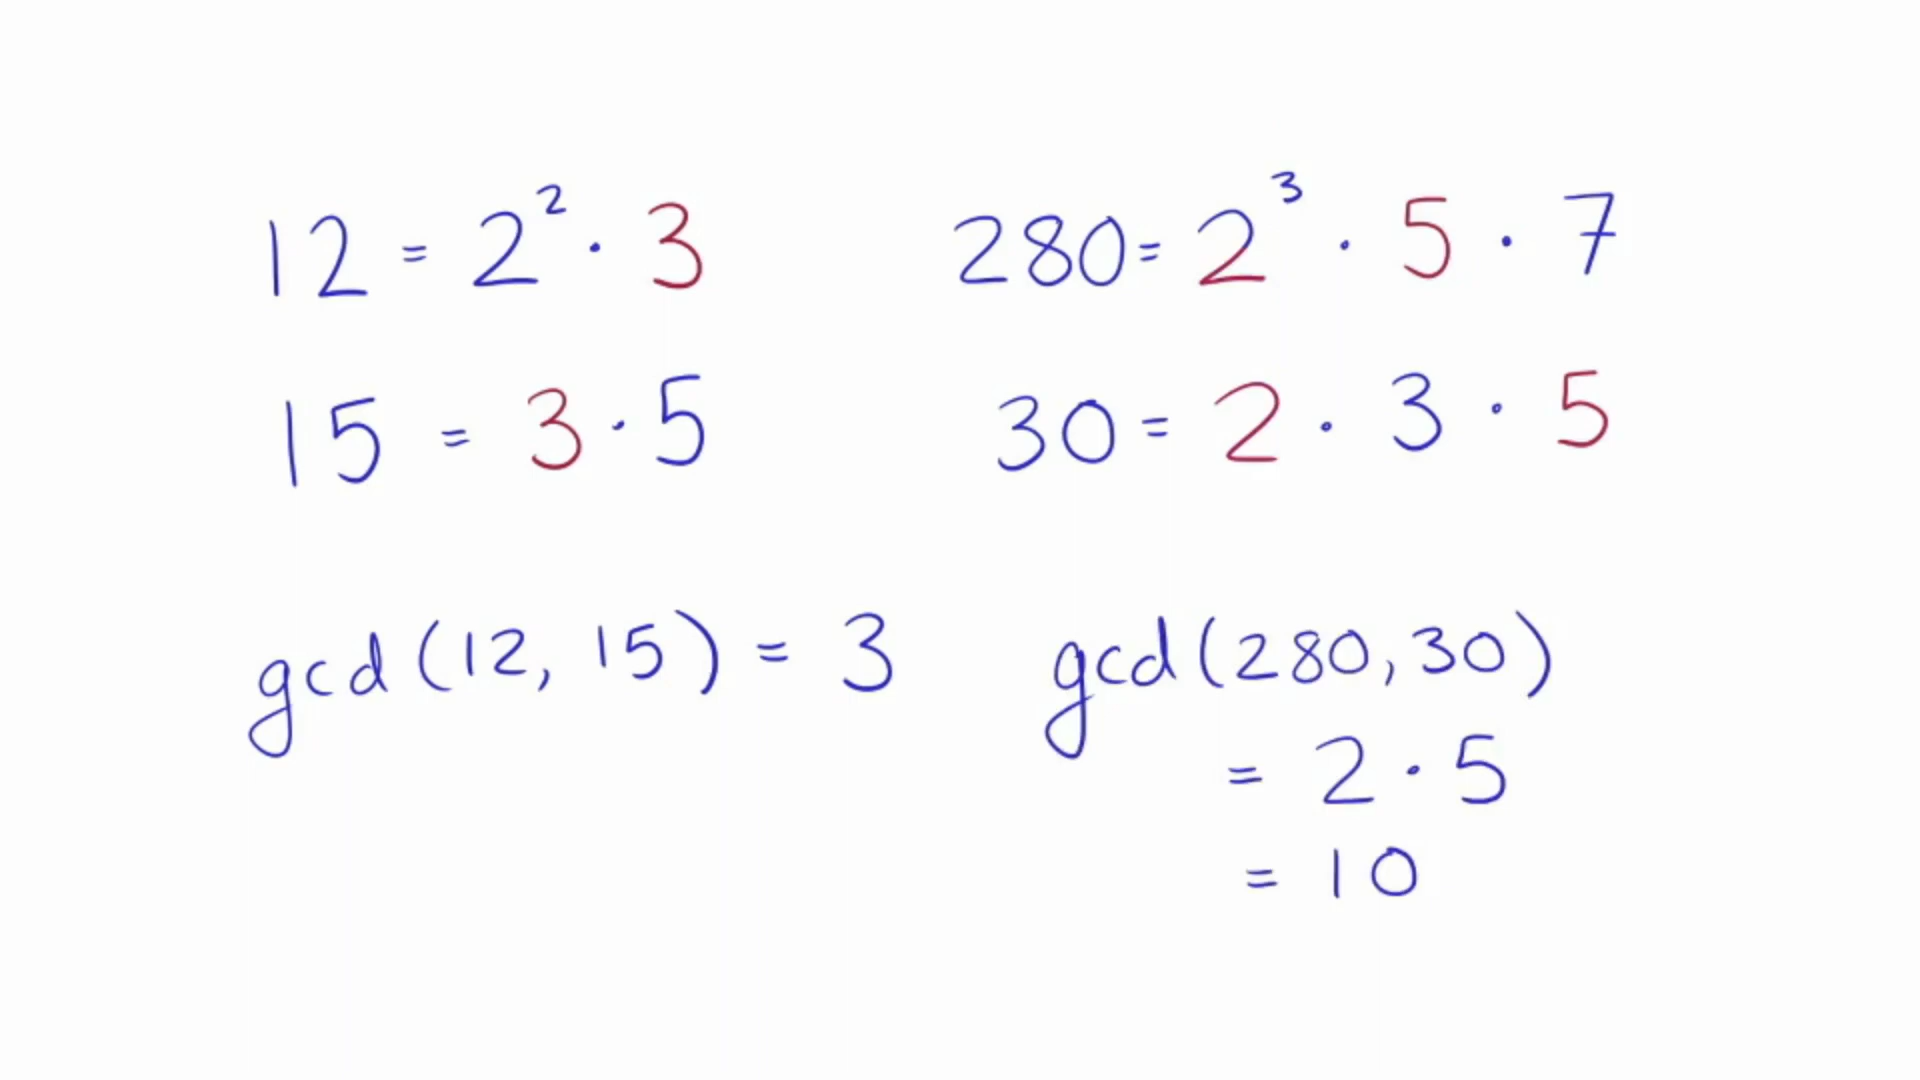 12 = 2² · 3
15 = 3 · 5
gcd(12, 15) = 3
280 = 2³ · 5 · 7
30 = 2 · 3 · 5
gcd(280, 30)
= 2 · 5
= 10